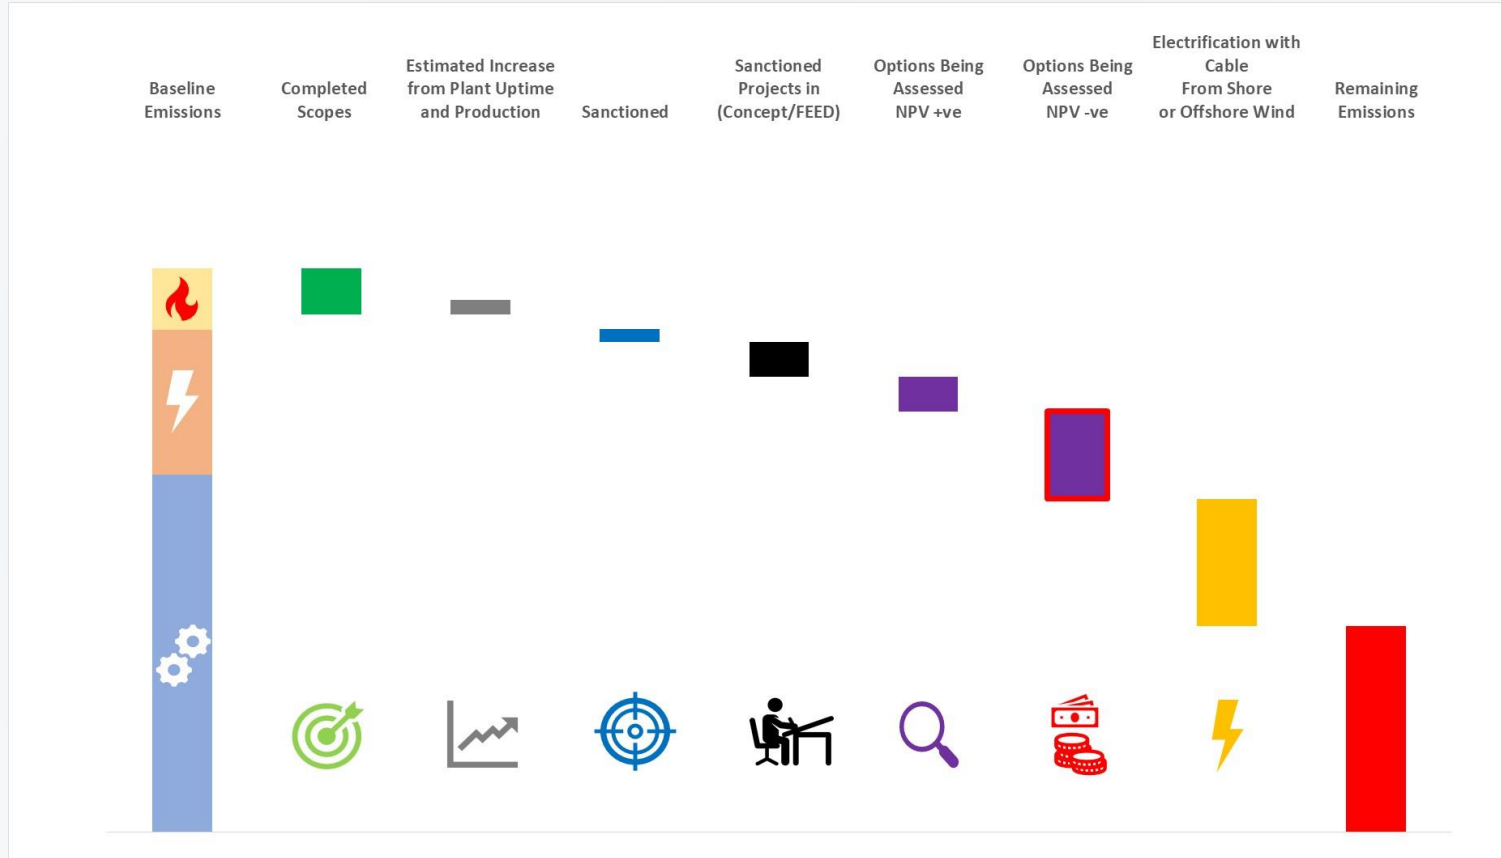 Baseline
Emissions
Completed
Scopes
Estimated Increase
from Plant Uptime
and Production
Sanctioned
Sanctioned
Projects in
(Concept/FEED)
Options Being
Assessed
NPV +ve
Options Being
Assessed
NPV -ve
Electrification with
Cable
From Shore
or Offshore Wind
Remaining
Emissions